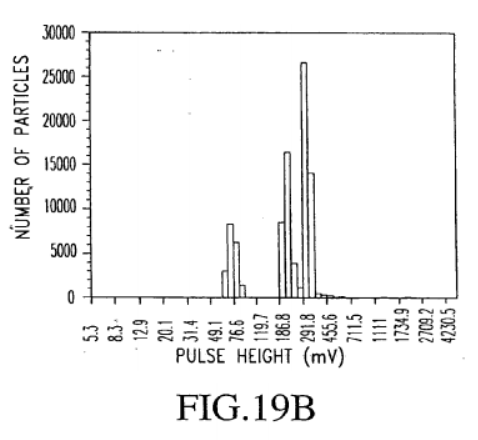 30000
25000
20000
15000
10000
5000
0
NUMBER OF PARTICLES
5.3 8.3 12.9 20.1 31.4 49.1 76.6 119.7 186.8 291.8 455.6 711.5 1111 1734.9 2709.2 4230.5
PULSE HEIGHT (mV)
FIG.19B